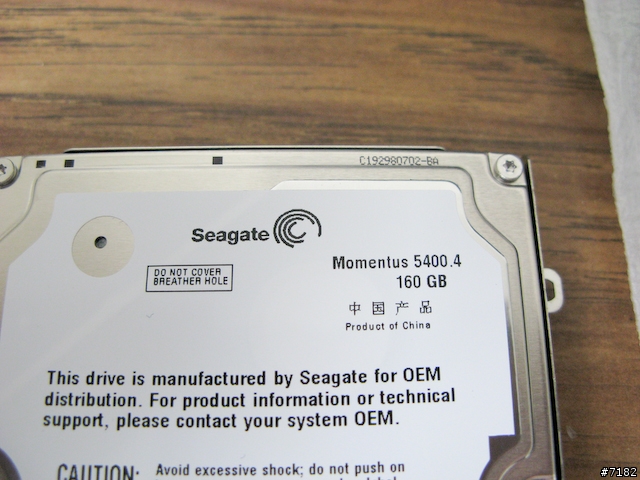 C192980702-BA
Seagate
DO NOT COVER
BREATHER HOLE
Momentus 5400.4
160 GB
中国产品
Product of China
This drive is manufactured by Seagate for OEM
distribution. For product information or technical
support, please contact your system OEM.
CAUTION: Avoid excessive shock; do not push on
#7182